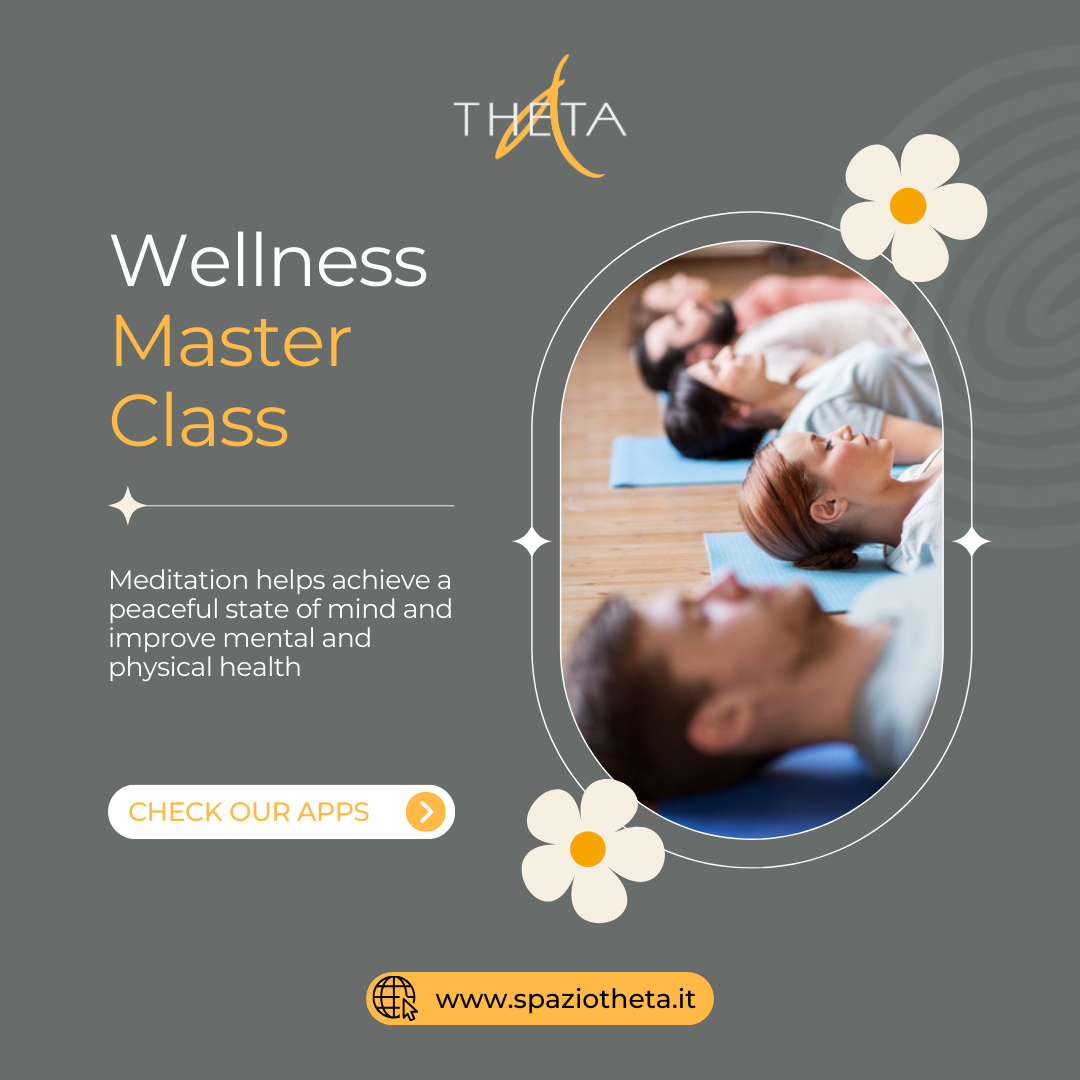 THETA
Wellness
Master
Class
Meditation helps achieve a
peaceful state of mind and
improve mental and
physical health
CHECK OUR APPS
www.spaziotheta.it